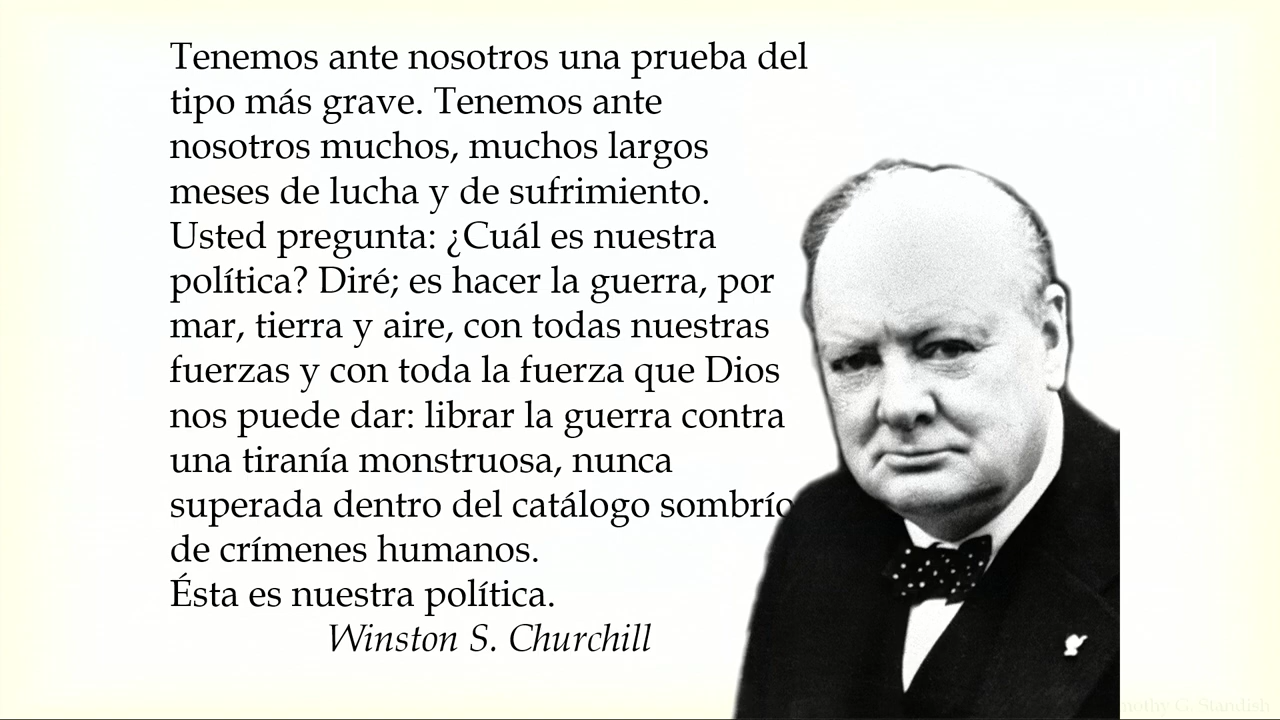 Tenemos ante nosotros una prueba del
tipo más grave. Tenemos ante
nosotros muchos, muchos largos
meses de lucha y de sufrimiento.
Usted pregunta: ¿Cuál es nuestra
política? Diré; es hacer la guerra, por
mar, tierra y aire, con todas nuestras
fuerzas y con toda la fuerza que Dios
nos puede dar: librar la guerra contra
una tiranía monstruosa, nunca
superada dentro del catálogo sombrío
de crímenes humanos.
Ésta es nuestra política.
Winston S. Churchill
G. Standish